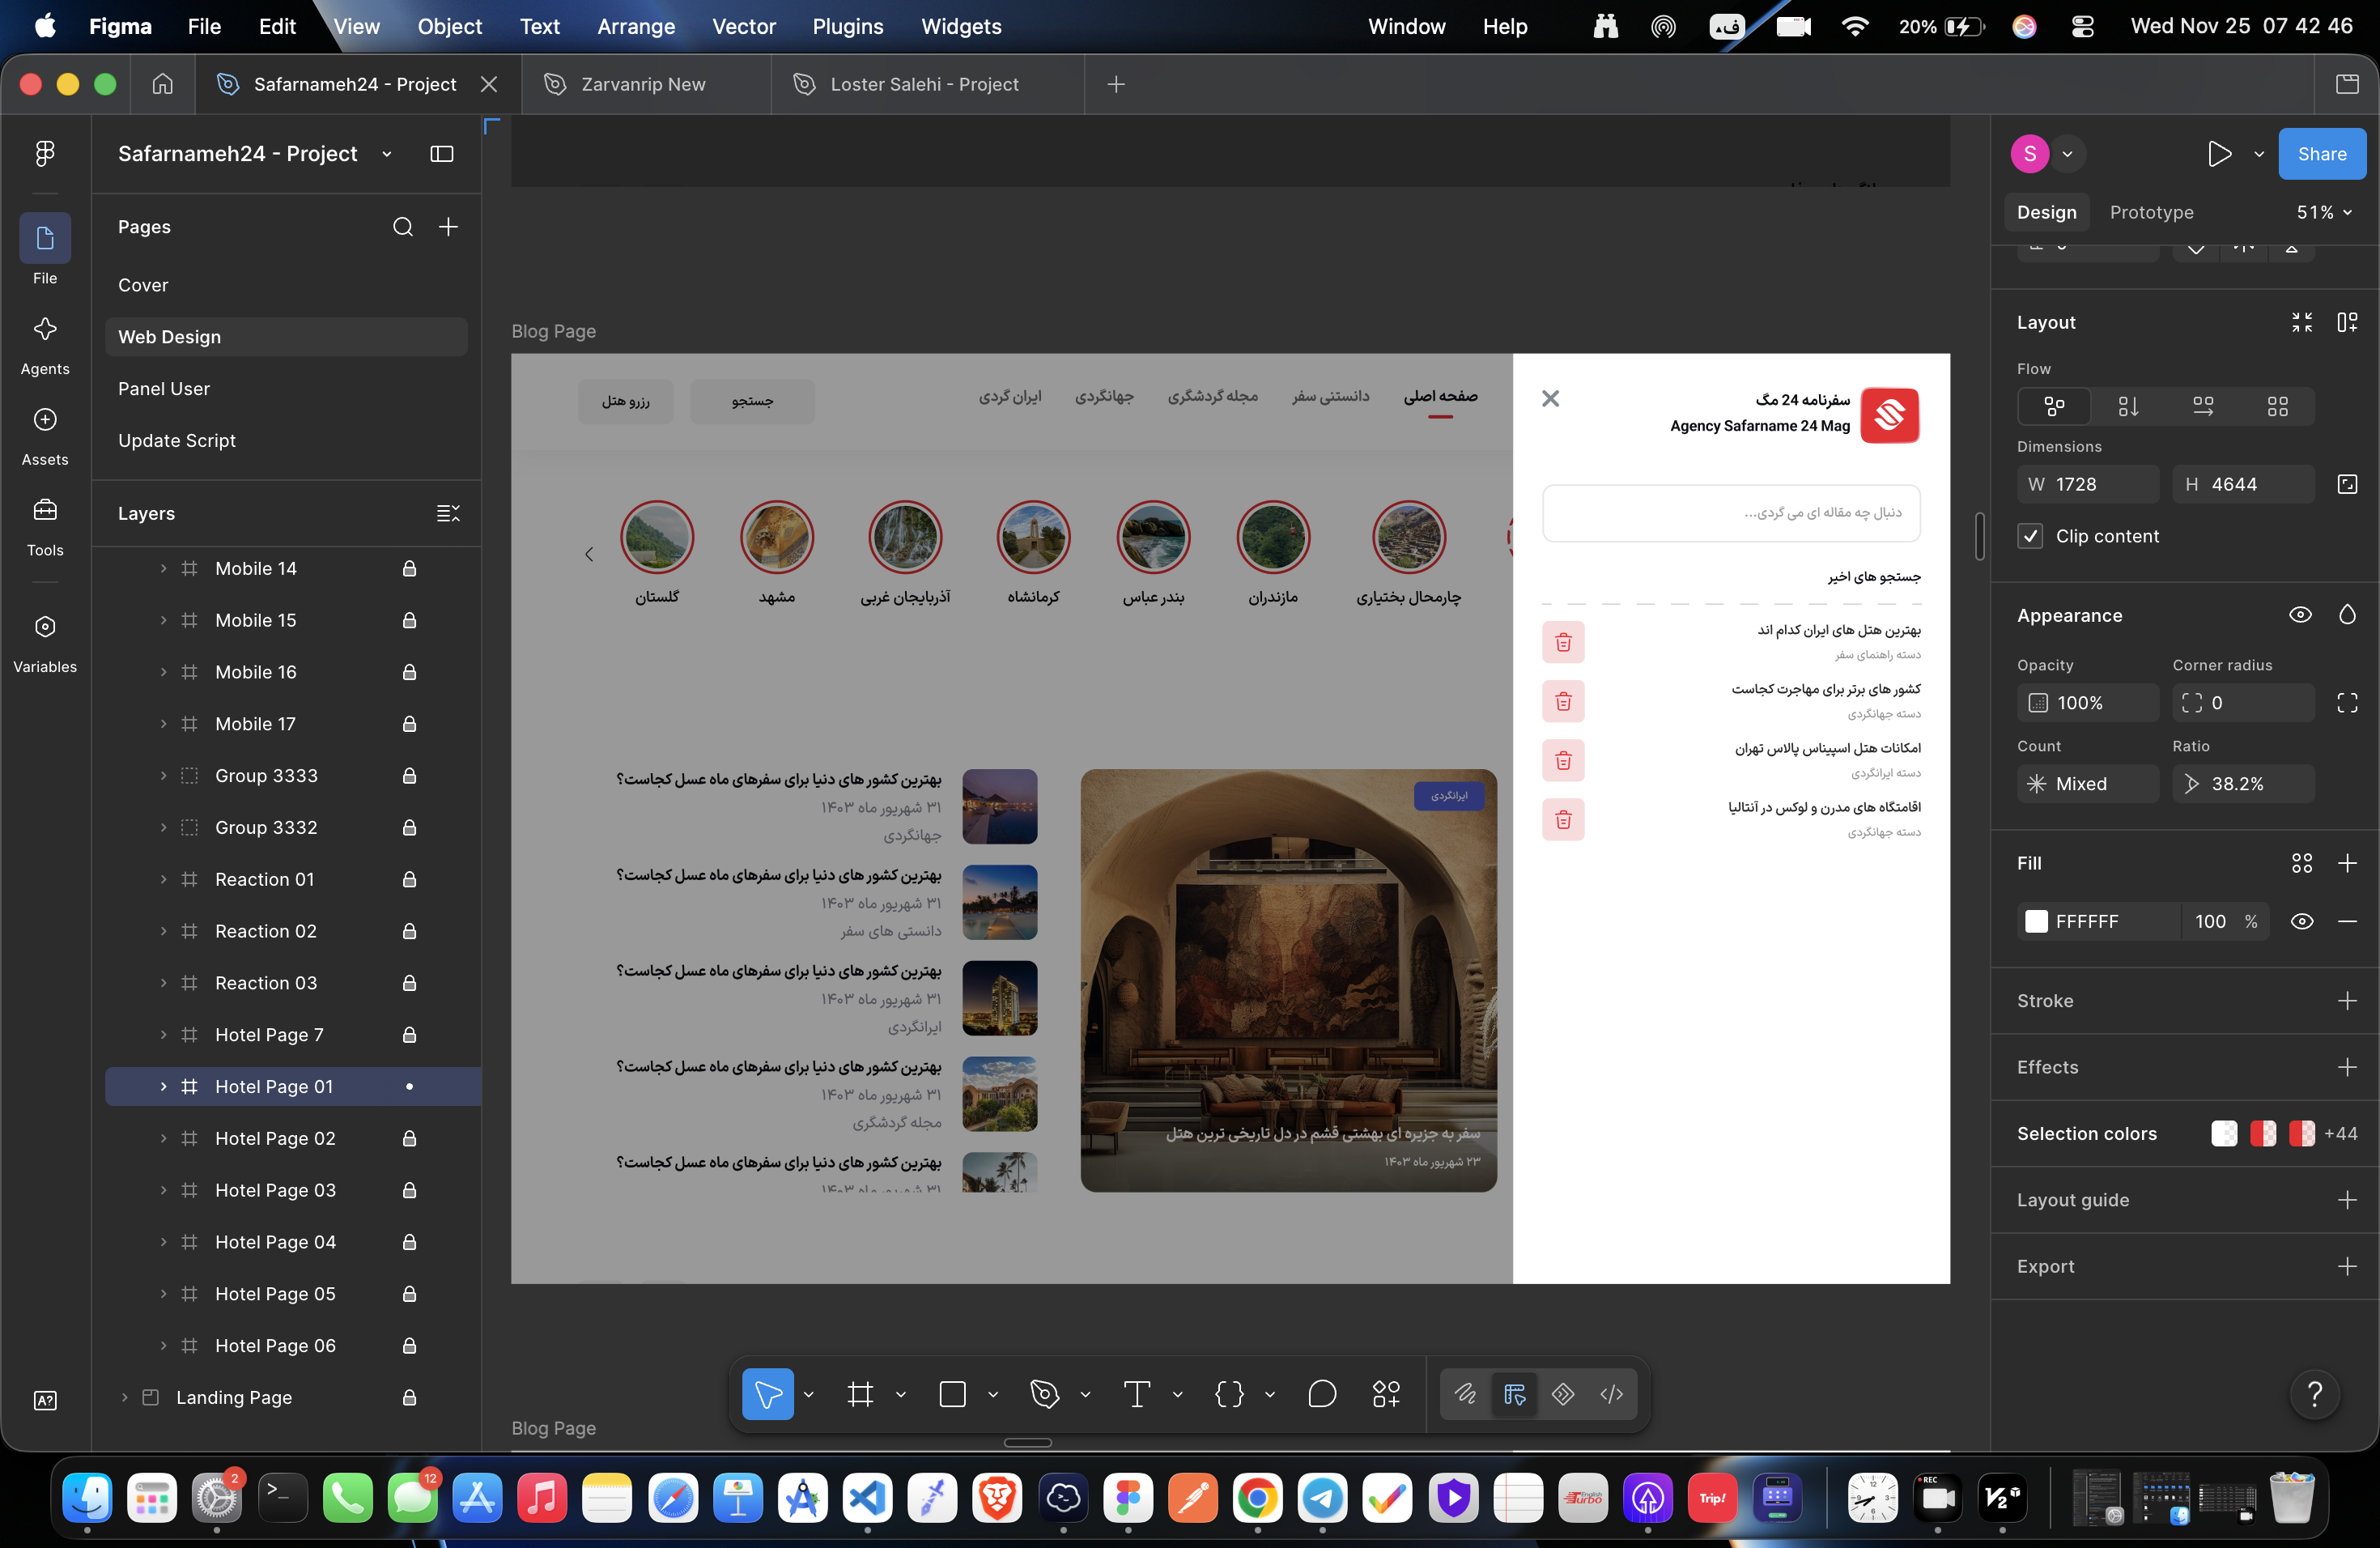 Figma File Edit View Object Text Arrange Vector Plugins Widgets Window Help 20% Wed Nov 25 07 42 46
Safarnameh24 - Project
Zarvanrip New
Loster Salehi - Project
File
Agents
Assets
Tools
Variables
Safarnameh24 - Project
Pages
Cover
Web Design
Panel User
Update Script
Layers
Mobile 14
Mobile 15
Mobile 16
Mobile 17
Group 3333
Group 3332
Reaction 01
Reaction 02
Reaction 03
Hotel Page 7
Hotel Page 01
Hotel Page 02
Hotel Page 03
Hotel Page 04
Hotel Page 05
Hotel Page 06
Landing Page
A?
Blog Page
صفحه اصلی
دانستنی سفر
مجله گردشگری
جهانگردی
ایران گردی
جستجو
رزرو هتل
چارمحال بختیاری
مازندران
بندر عباس
کرمانشاه
آذربایجان غربی
مشهد
گلستان
ایرانگردی
سفر به جزیره ای بهشتی قشم در دل تاریخی ترین هتل
۲۳ شهریور ماه ۱۴۰۳
بهترین کشور های دنیا برای سفرهای ماه عسل کجاست؟
۳۱ شهریور ماه ۱۴۰۳
جهانگردی
بهترین کشور های دنیا برای سفرهای ماه عسل کجاست؟
۳۱ شهریور ماه ۱۴۰۳
دانستی های سفر
بهترین کشور های دنیا برای سفرهای ماه عسل کجاست؟
۳۱ شهریور ماه ۱۴۰۳
ایرانگردی
بهترین کشور های دنیا برای سفرهای ماه عسل کجاست؟
۳۱ شهریور ماه ۱۴۰۳
مجله گردشگری
بهترین کشور های دنیا برای سفرهای ماه عسل کجاست؟
۳۱ شهریور ماه ۱۴۰۳
سفرنامه 24 مگ
Agency Safarname 24 Mag
دنبال چه مقاله ای می گردی...
جستجو های اخیر
بهترین هتل های ایران کدام اند
دسته راهنمای سفر
کشور های برتر برای مهاجرت کجاست
دسته جهانگردی
امکانات هتل اسپیناس پالاس تهران
دسته ایرانگردی
اقامتگاه های مدرن و لوکس در آنتالیا
دسته جهانگردی
Blog Page
S
Share
Design
Prototype
51%
Layout
Flow
Dimensions
W 1728
H 4644
Clip content
Appearance
Opacity
Corner radius
100%
0
Count
Ratio
Mixed
38.2%
Fill
FFFFFF 100 %
Stroke
Effects
Selection colors
+44
Layout guide
Export
?
2
12
English Turbo
Trip!
REC
V2